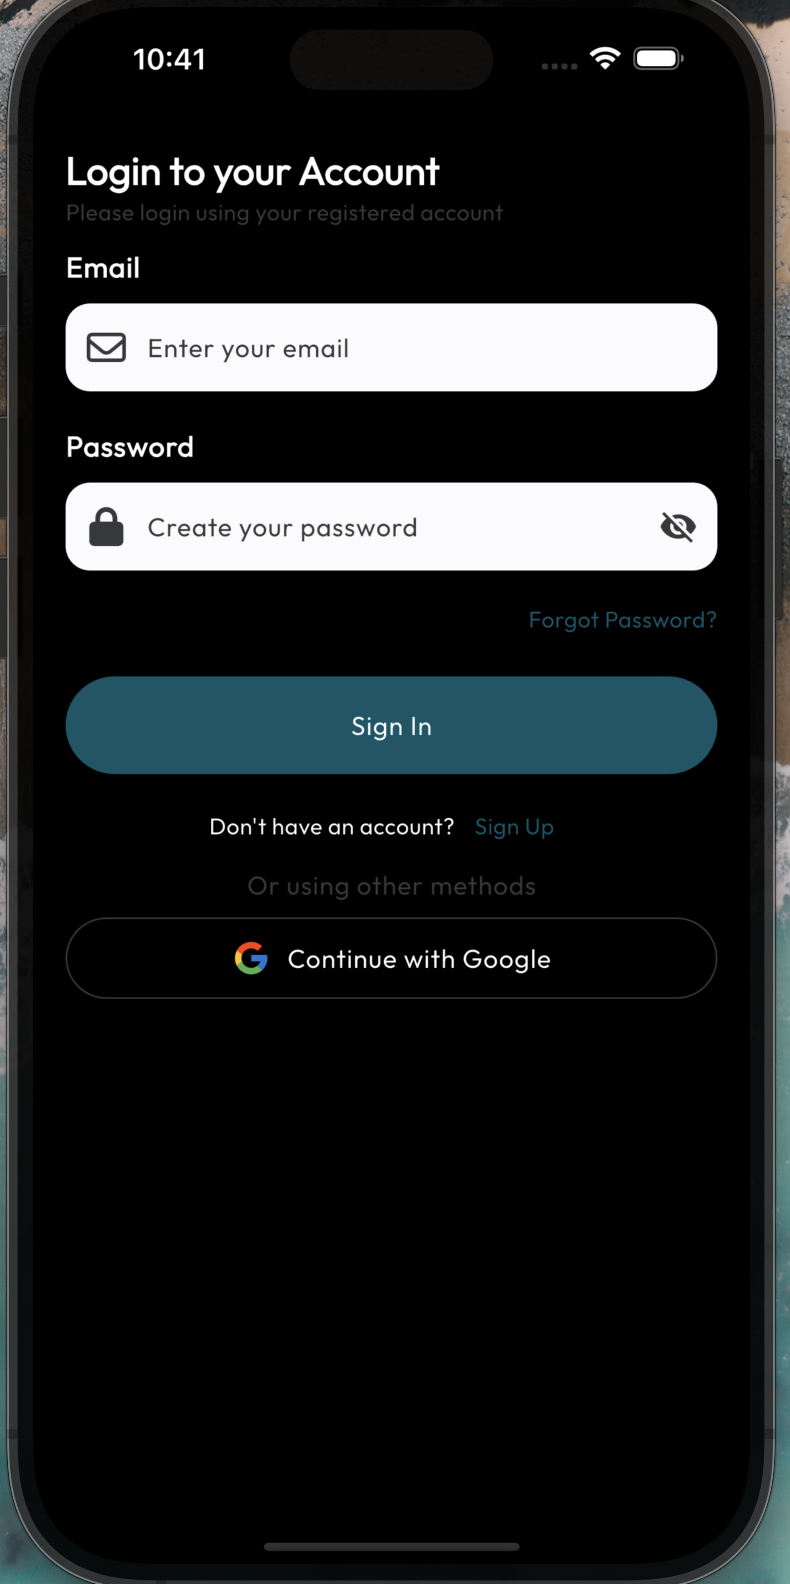 10:41
Login to your Account
Please login using your registered account
Email
Enter your email
Password
Create your password
Forgot Password?
Sign In
Don't have an account? Sign Up
Or using other methods
Continue with Google